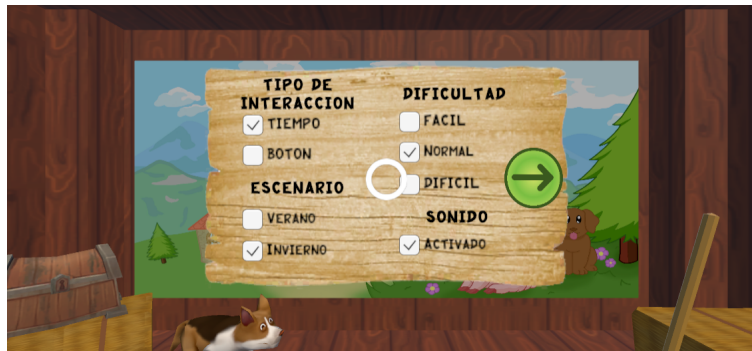 TIPO DE
INTERACCION
TIEMPO
BOTON
ESCENARIO
VERANO
INVIERNO
DIFICULTAD
FACIL
NORMAL
DIFICIL
SONIDO
ACTIVADO